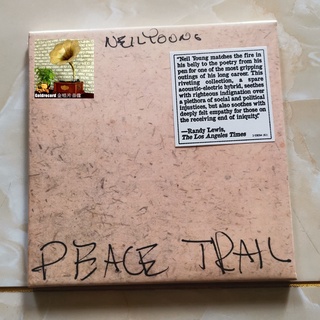 NEIL YOUNG
Goldrecord
"Neil Young matches the fire in
his belly to the poetry from his
pen for one of the most gripping
outings of his long career. This
riveting collection, a spare
acoustic-electric hybrid, seethes
with righteous indignation over
a plethora of social and political
injustices, but also soothes with
deeply felt empathy for those on
the receiving end of iniquity."
—Randy Lewis,
The Los Angeles Times
PEACE TRAIL